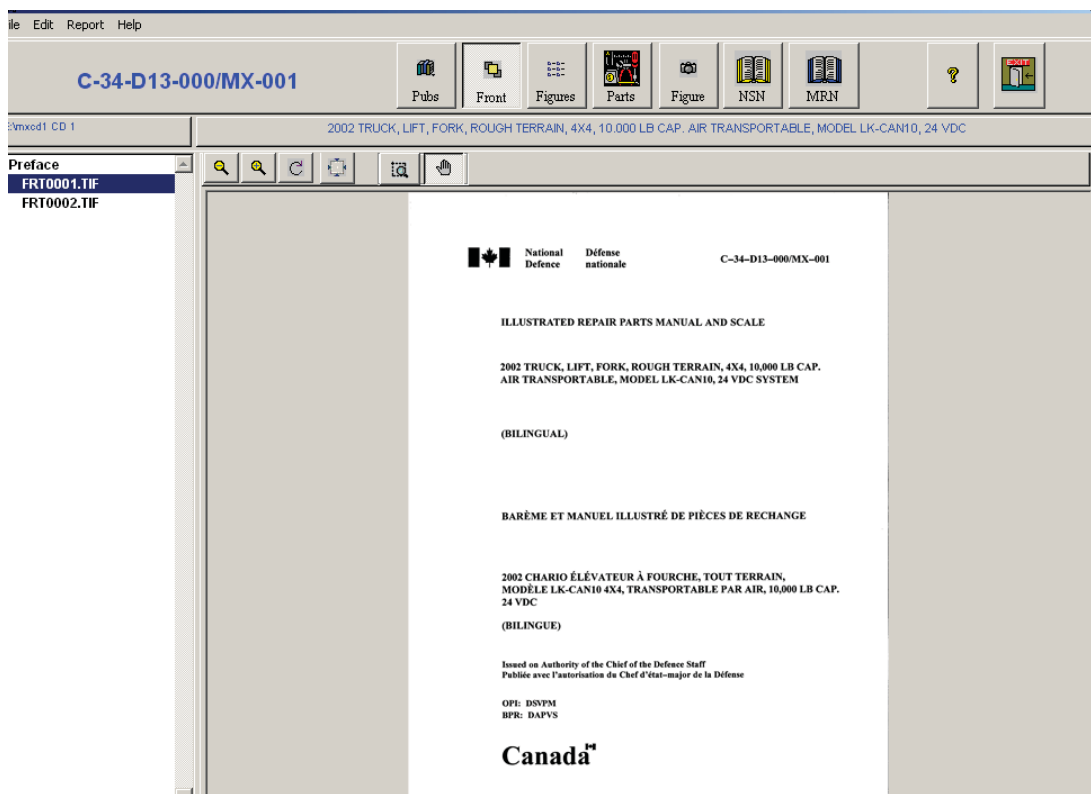 ile Edit Report Help
C-34-D13-000/MX-001
Pubs Front Figures Parts Figure NSN MRN
EXIT
:\mxcd1 CD 1
2002 TRUCK, LIFT, FORK, ROUGH TERRAIN, 4X4, 10.000 LB CAP. AIR TRANSPORTABLE, MODEL LK-CAN10, 24 VDC
Preface
FRT0001.TIF
FRT0002.TIF
National Défense
Defence nationale
C–34–D13–000/MX–001
ILLUSTRATED REPAIR PARTS MANUAL AND SCALE
2002 TRUCK, LIFT, FORK, ROUGH TERRAIN, 4X4, 10,000 LB CAP.
AIR TRANSPORTABLE, MODEL LK-CAN10, 24 VDC SYSTEM
(BILINGUAL)
BARÈME ET MANUEL ILLUSTRÉ DE PIÈCES DE RECHANGE
2002 CHARIO ÉLÉVATEUR À FOURCHE, TOUT TERRAIN,
MODÈLE LK-CAN10 4X4, TRANSPORTABLE PAR AIR, 10,000 LB CAP.
24 VDC
(BILINGUE)
Issued on Authority of the Chief of the Defence Staff
Publiée avec l'autorisation du Chef d'état–major de la Défense
OPI: DSVPM
BPR: DAPVS
Canada